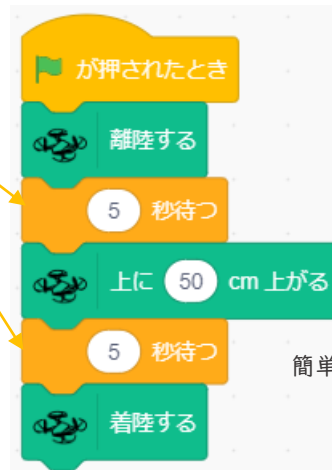 が押されたとき
離陸する
5 秒待つ
上に 50 cm 上がる
5 秒待つ
簡単
着陸する